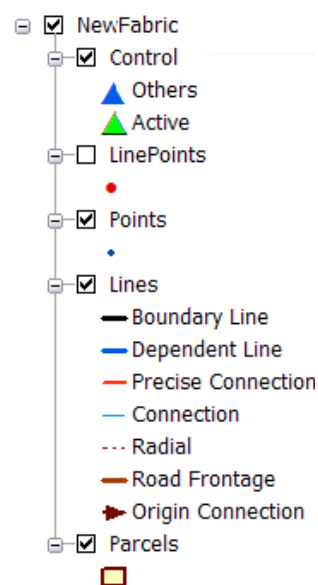 NewFabric
Control
Others
Active
LinePoints
Points
Lines
Boundary Line
Dependent Line
Precise Connection
Connection
Radial
Road Frontage
Origin Connection
Parcels